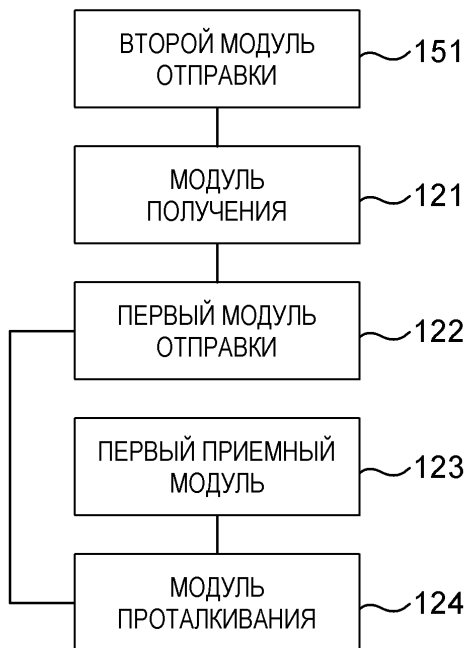 ВТОРОЙ МОДУЛЬ
ОТПРАВКИ
151
МОДУЛЬ
ПОЛУЧЕНИЯ
121
ПЕРВЫЙ МОДУЛЬ
ОТПРАВКИ
122
ПЕРВЫЙ ПРИЕМНЫЙ
МОДУЛЬ
123
МОДУЛЬ
ПРОТАЛКИВАНИЯ
124